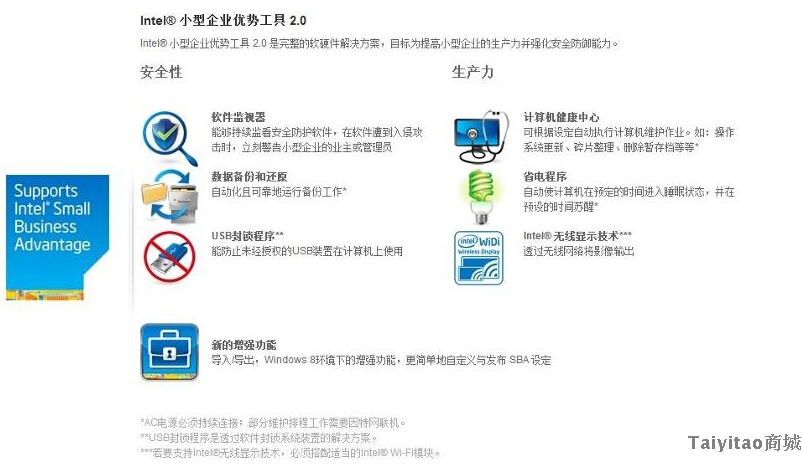 Intel® 小型企业优势工具 2.0
Intel® 小型企业优势工具 2.0 是完整的软硬件解决方案，目标为提高小型企业的生产力并强化安全防御能力。
安全性
软件监视器
能够持续监看安全防护软件，在软件遭到入侵攻
击时，立刻警告小型企业的业主或管理员
数据备份和还原
自动化且可靠地运行备份工作*
USB封锁程序**
能防止未经授权的USB装置在计算机上使用
生产力
计算机健康中心
可根据设定自动执行计算机维护作业。如：操作
系统更新、碎片整理、删除暂存档等等*
省电程序
自动使计算机在预定的时间进入睡眠状态，并在
预设的时间苏醒*
Intel® 无线显示技术***
透过无线网络将影像输出
intel WiDi
Wireless Display
Supports
Intel® Small
Business
Advantage
新的增强功能
导入/导出，Windows 8环境下的增强功能，更简单地自定义与发布 SBA 设定
*AC电源必须持续连接；部分维护排程工作需要因特网联机。
**USB封锁程序是透过软件封锁系统装置的解决方案。
***若要支持Intel®无线显示技术，必须搭配适当的Intel® Wi-Fi模块。
Taiyitao商城